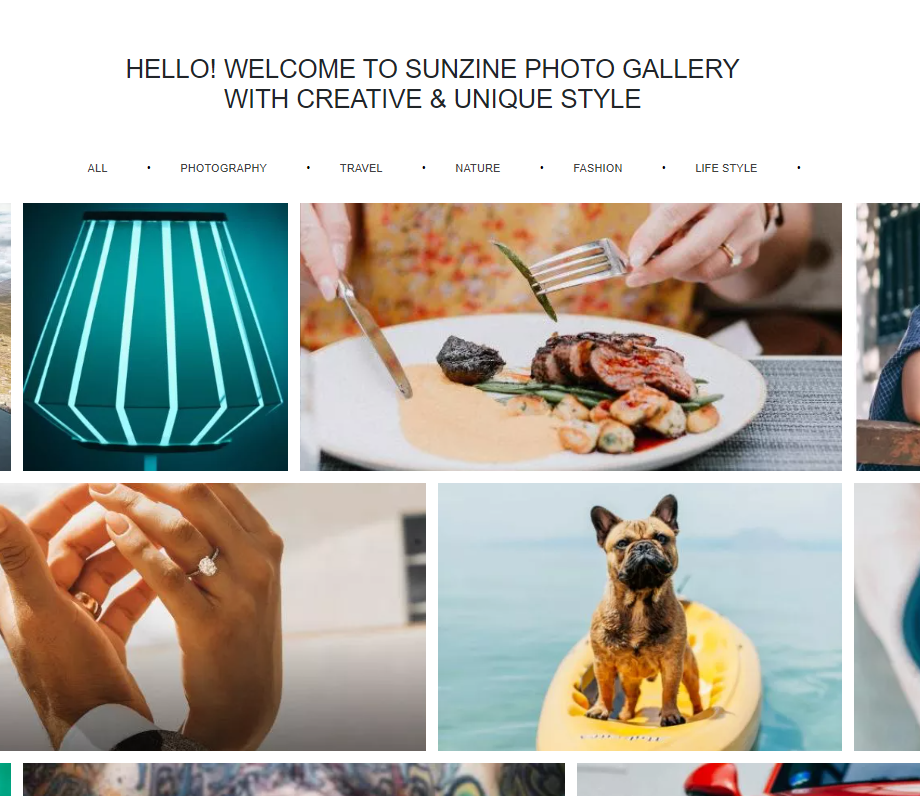 HELLO! WELCOME TO SUNZINE PHOTO GALLERY
WITH CREATIVE & UNIQUE STYLE
ALL • PHOTOGRAPHY • TRAVEL • NATURE • FASHION • LIFE STYLE •